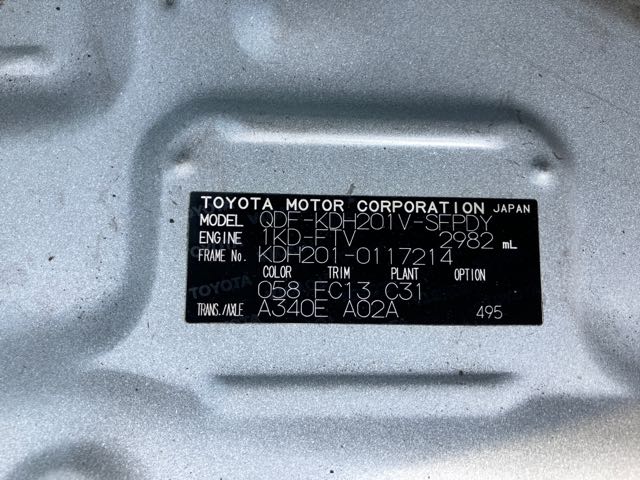 TOYOTA MOTOR CORPORATION JAPAN
MODEL QDF-KDH201V-SFPDY
ENGINE 1KD-FTV 2982 mL
FRAME No. KDH201-0117214
COLOR TRIM PLANT OPTION
058 FC13 C31
TRANS./AXLE A340E A02A
495